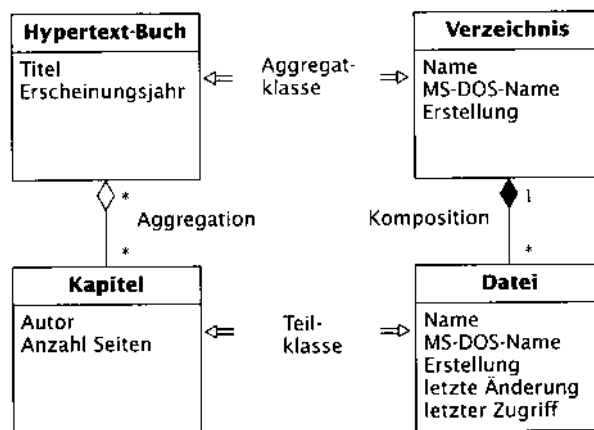 Hypertext-Buch
Titel
Erscheinungsjahr
Aggregat-
klasse
Verzeichnis
Name
MS-DOS-Name
Erstellung
*
Aggregation
*
Komposition
1
*
Kapitel
Autor
Anzahl Seiten
Teil-
klasse
Datei
Name
MS-DOS-Name
Erstellung
letzte Änderung
letzter Zugriff